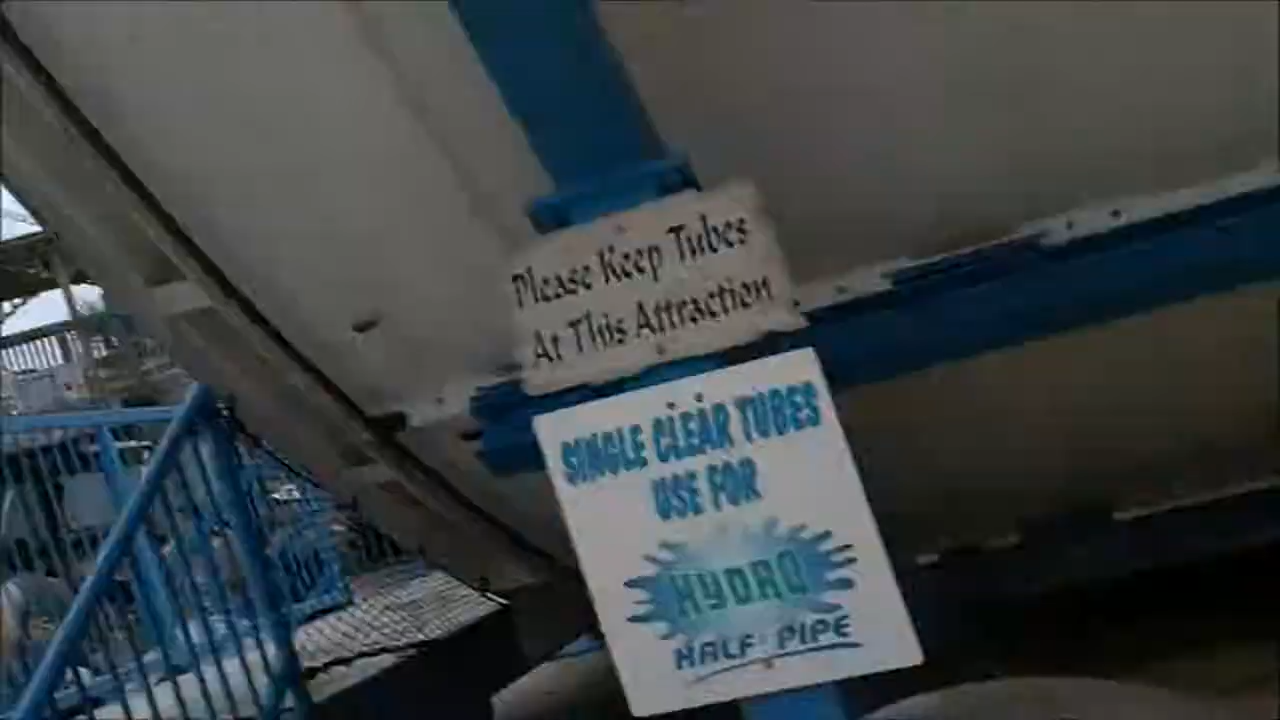 Please Keep Tubes
At This Attraction
SINGLE CLEAR TUBES
USE FOR
HYDRO
HALF PIPE